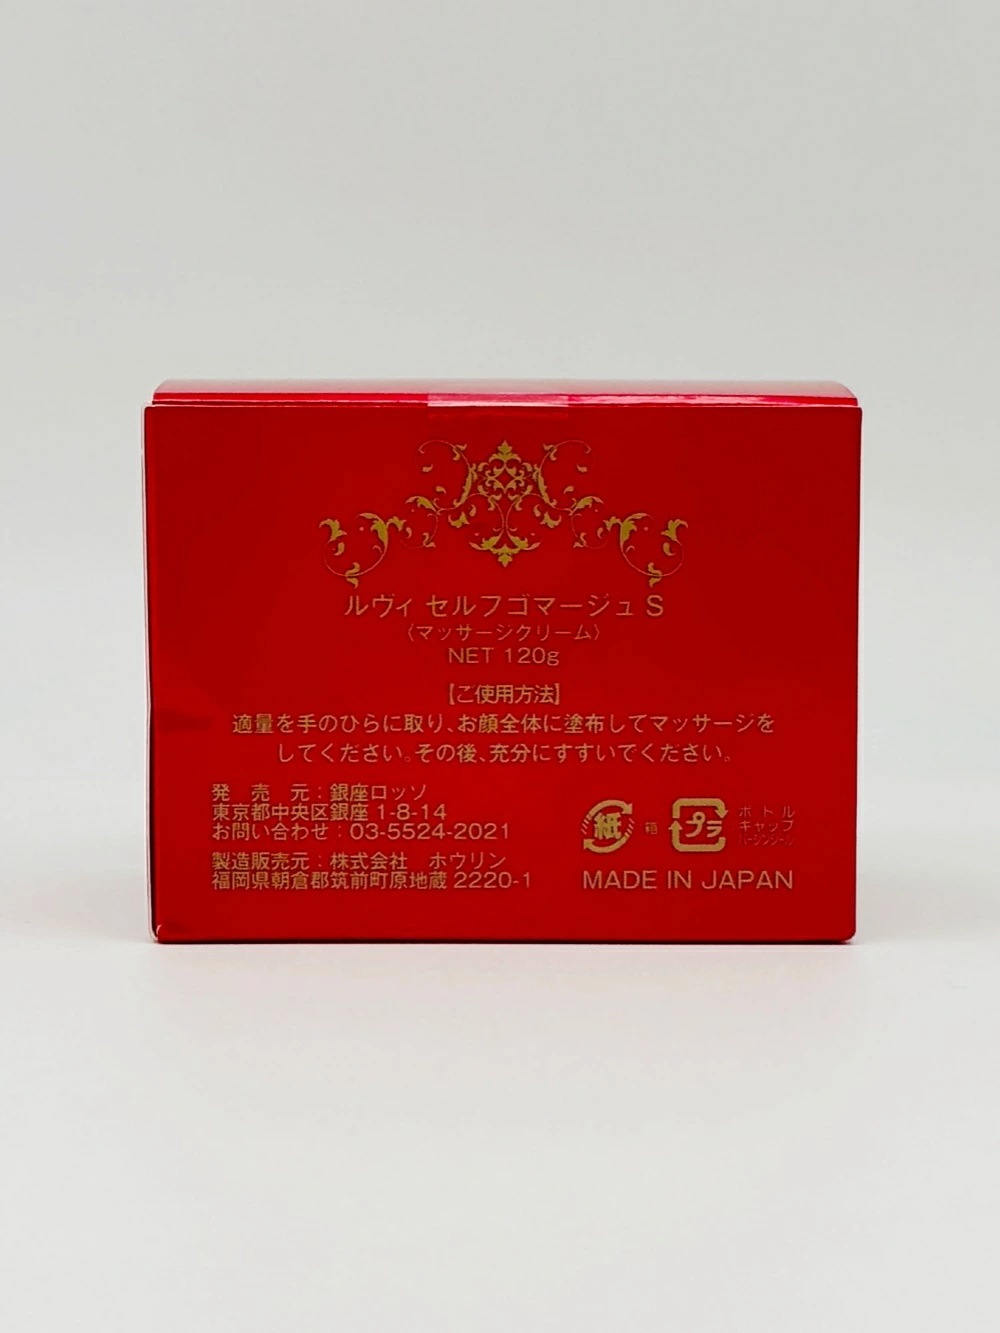 ルヴィ セルフゴマージュ S
〈マッサージクリーム〉
NET 120g
【ご使用方法】
適量を手のひらに取り、お顔全体に塗布してマッサージを
してください。その後、充分にすすいでください。
発売元：銀座ロッソ
東京都中央区銀座 1-8-14
お問い合わせ：03-5524-2021
製造販売元：株式会社 ホウリン
福岡県朝倉郡筑前町原地蔵 2220-1
紙 箱
プラ ボトル
キャップ
バージンシール
MADE IN JAPAN